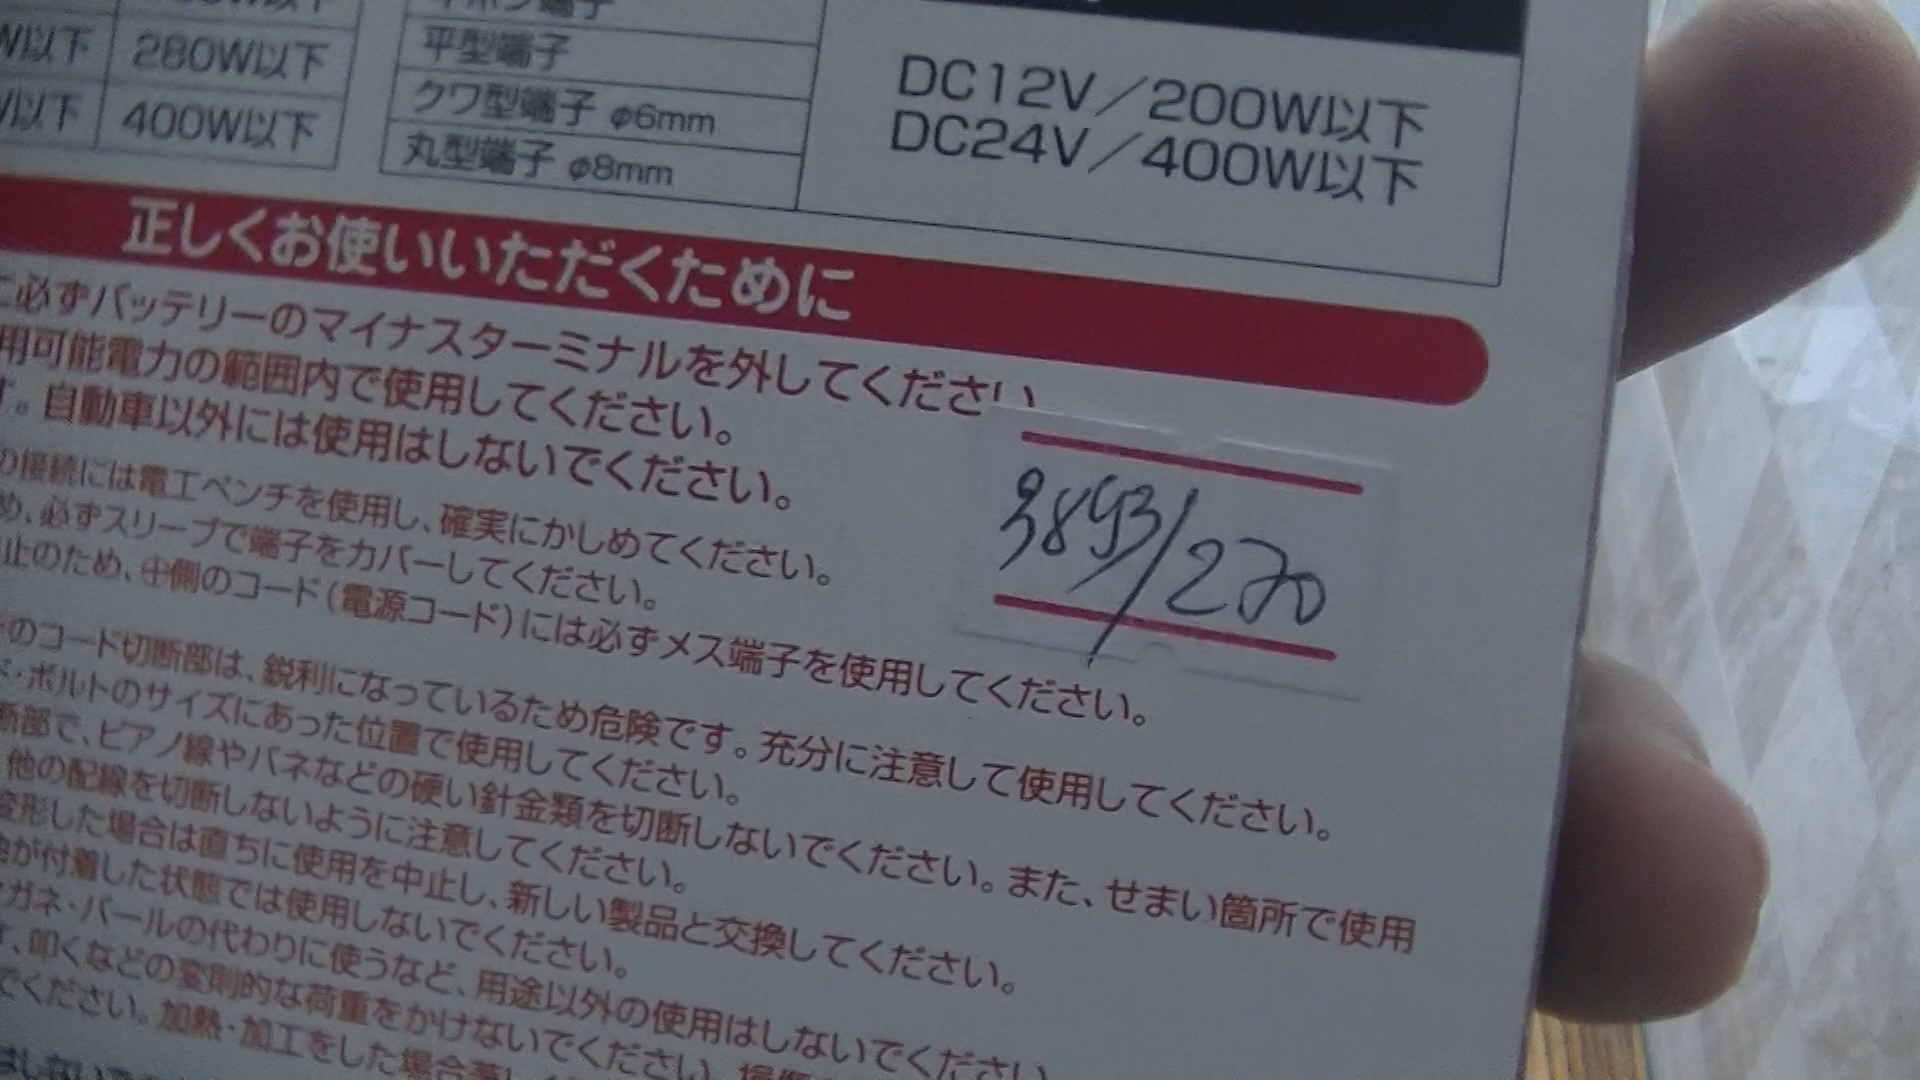 W以下 280W以下
W以下 400W以下
平型端子
クワ型端子 φ6mm
丸型端子 φ8mm
DC12V／200W以下
DC24V／400W以下
正しくお使いいただくために
必ずバッテリーのマイナスターミナルを外してください
用可能電力の範囲内で使用してください。
自動車以外には使用はしないでください。
の接続には電工ペンチを使用し、確実にかしめてください。
め、必ずスリーブで端子をカバーしてください。
止のため、⊕側のコード(電源コード)には必ずメス端子を使用してください。
のコード切断部は、鋭利になっているため危険です。充分に注意して使用してください。
・ボルトのサイズにあった位置で使用してください。
断部で、ピアノ線やバネなどの硬い針金類を切断しないでください。また、せまい箇所で使用
他の配線を切断しないように注意してください。
変形した場合は直ちに使用を中止し、新しい製品と交換してください。
が付着した状態では使用しないでください。
ガネ・バールの代わりに使うなど、用途以外の使用はしないでください
、叩くなどの変則的な荷重をかけないでください。
でください。加熱・加工をした場合
3893/270